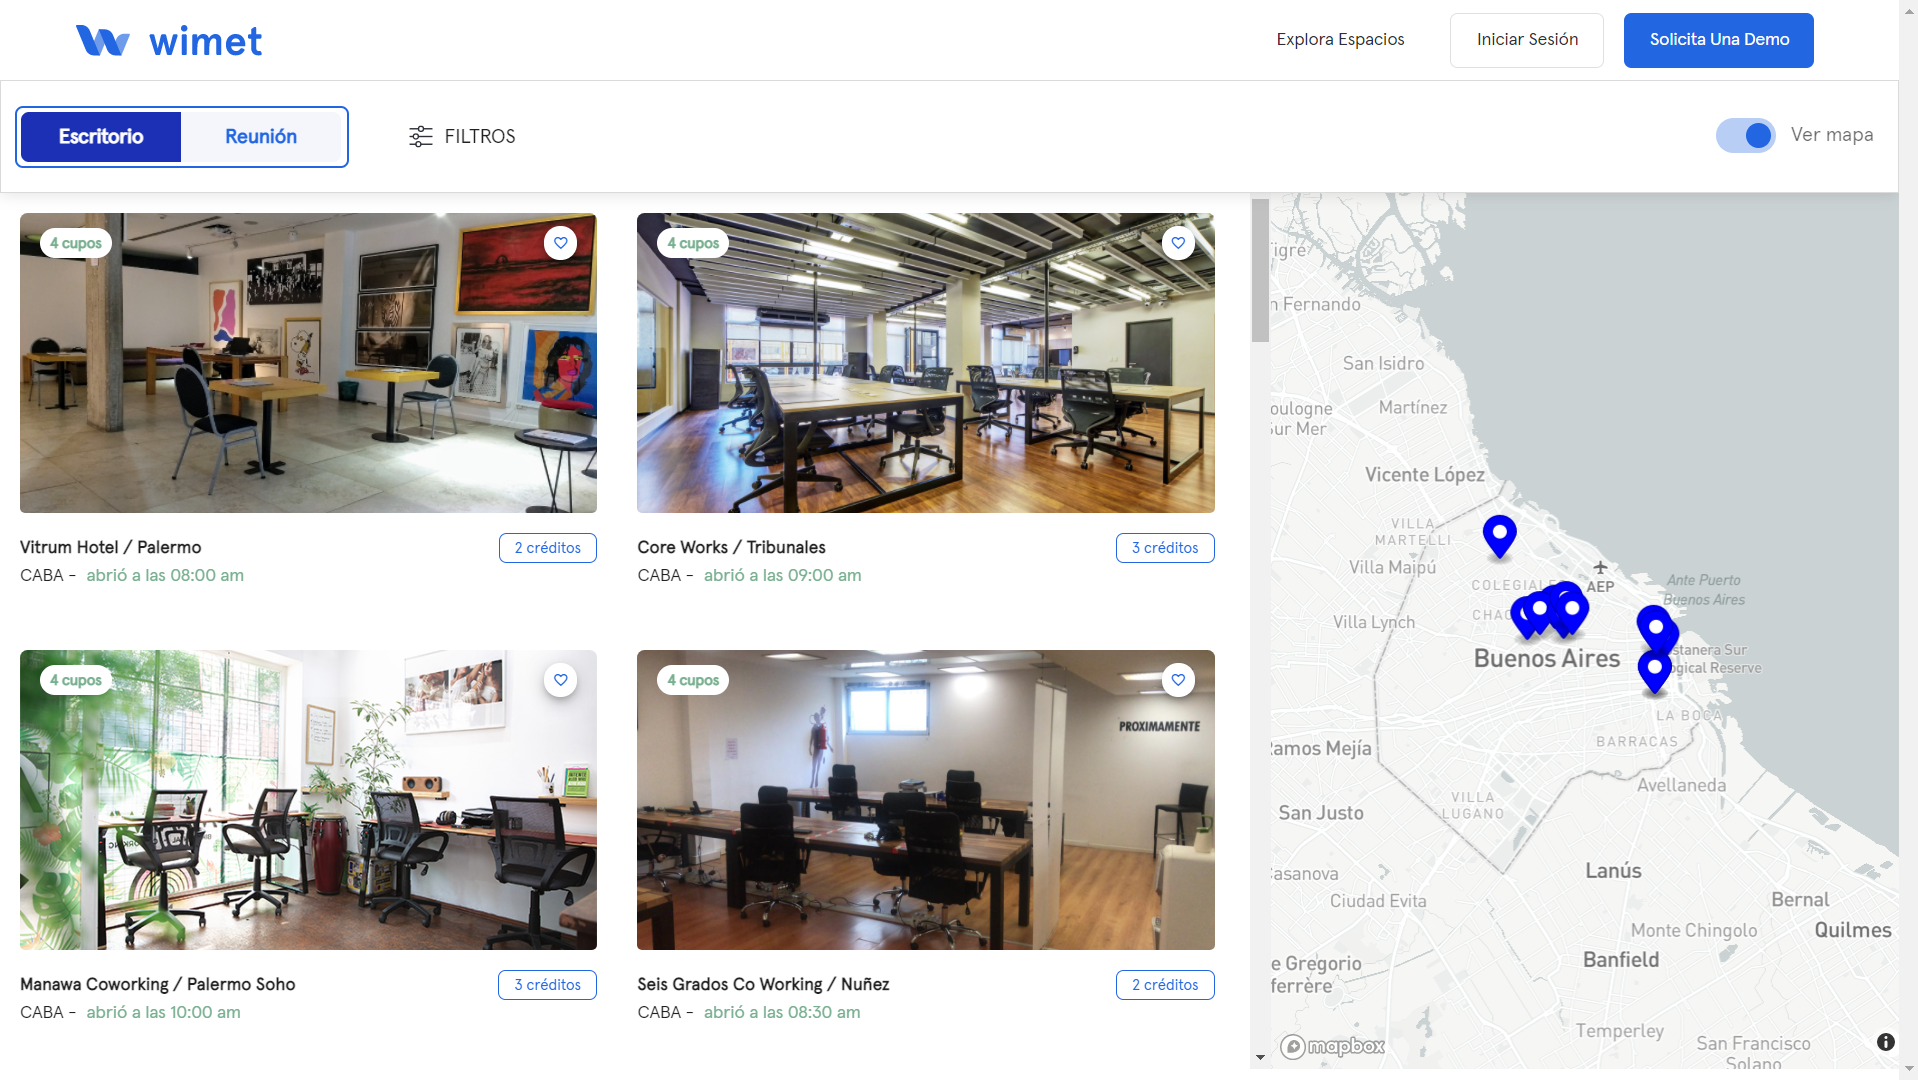 wimet
Explora Espacios
Iniciar Sesión
Solicita Una Demo
Escritorio
Reunión
FILTROS
Ver mapa
4 cupos
4 cupos
Vitrum Hotel / Palermo
2 créditos
CABA - abrió a las 08:00 am
Core Works / Tribunales
3 créditos
CABA - abrió a las 09:00 am
4 cupos
4 cupos
PROXIMAMENTE
Manawa Coworking / Palermo Soho
3 créditos
CABA - abrió a las 10:00 am
Seis Grados Co Working / Nuñez
2 créditos
CABA - abrió a las 08:30 am
igre
n Fernando
San Isidro
Martínez
oulogne
Sur Mer
Vicente López
VILLA
MARTELLI
Villa Maipú
COLEGIALE
AEP
Ante Puerto
Buenos Aires
CHAC
Villa Lynch
Buenos Aires
stanera Sur
ogical Reserve
LA BOCA
BARRACAS
Ramos Mejía
Avellaneda
VILLA
LUGANO
San Justo
Lanús
Casanova
Ciudad Evita
Bernal
Monte Chingolo
Quilmes
e Gregorio
ferrère
Banfield
Temperley
San Francisco
Solano
mapbox